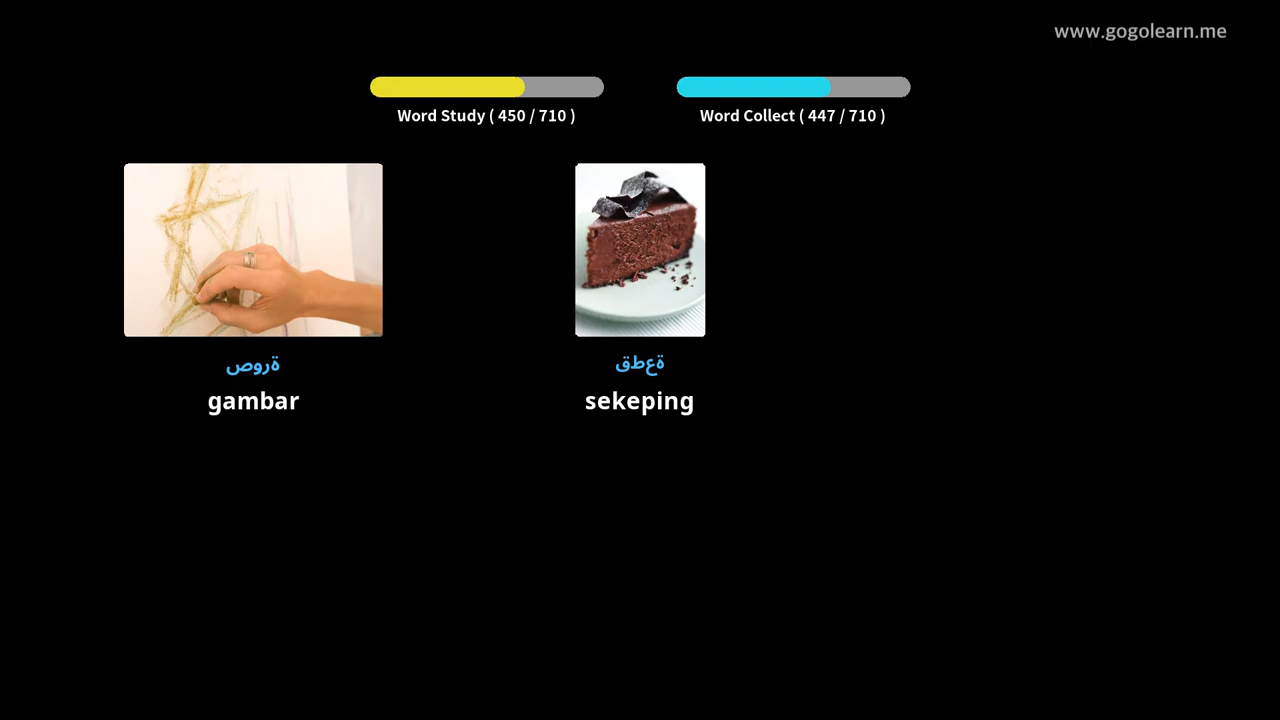 www.gogolearn.me
Word Study ( 450 / 710 )
Word Collect ( 447 / 710 )
ةروص
gambar
ةعطق
sekeping